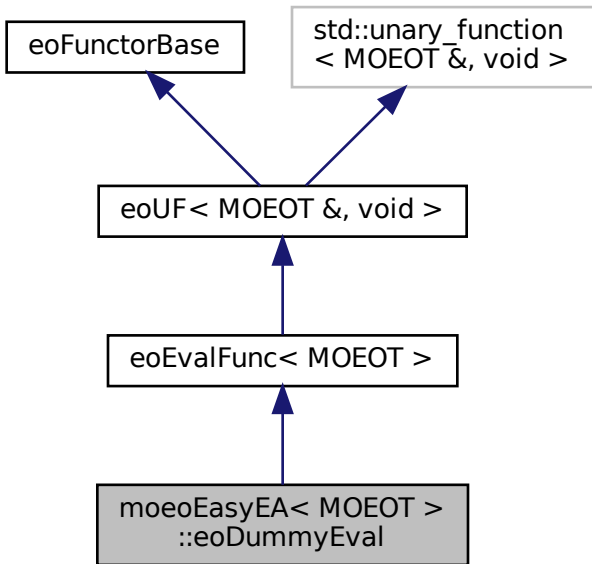 eoFunctorBase
std::unary_function
< MOEOT &, void >
eoUF< MOEOT &, void >
eoEvalFunc< MOEOT >
moeoEasyEA< MOEOT >
::eoDummyEval